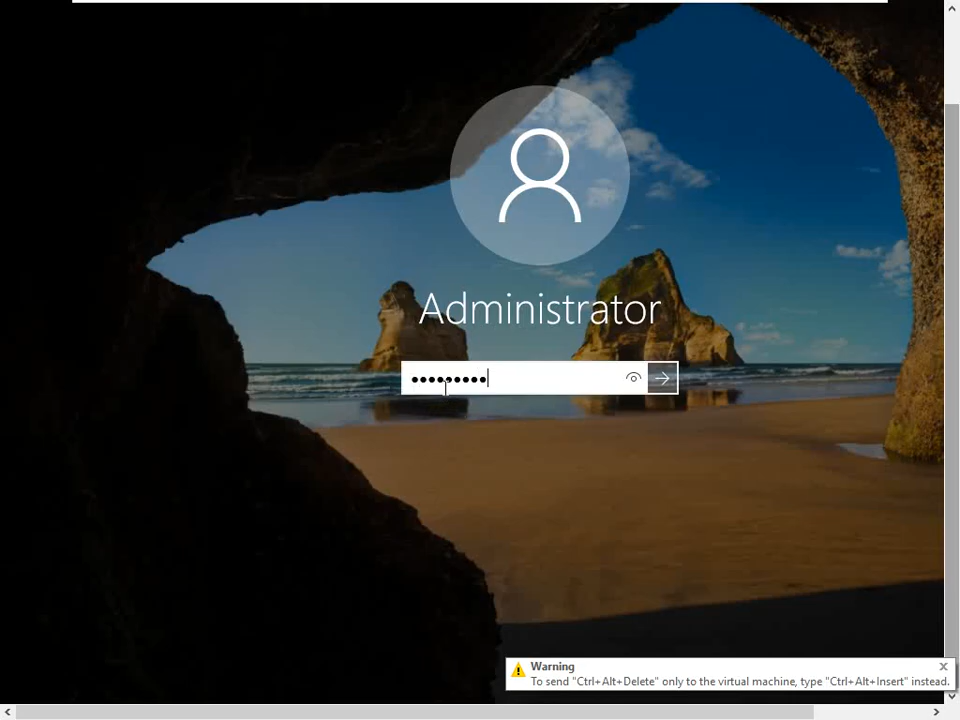 Administrator
•••••••••
Warning
To send "Ctrl+Alt+Delete" only to the virtual machine, type "Ctrl+Alt+Insert" instead.